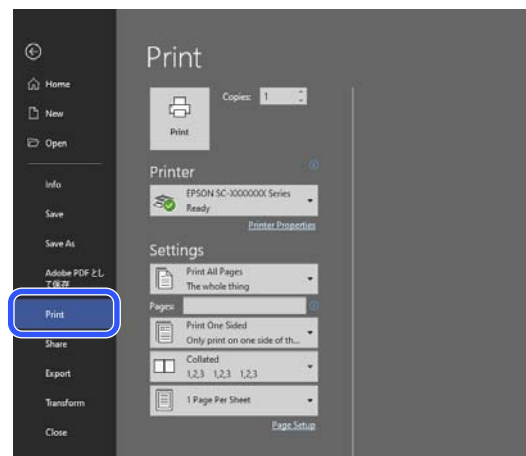 Home
New
Open
Info
Save
Save As
Adobe PDF とし
て保存
Print
Share
Export
Transform
Close
Print
Copies: 1
Print
Printer
EPSON SC-XXXXXXX Series
Ready
Printer Properties
Settings
Print All Pages
The whole thing
Pages:
Print One Sided
Only print on one side of th...
Collated
1,2,3 1,2,3 1,2,3
1 Page Per Sheet
Page Setup